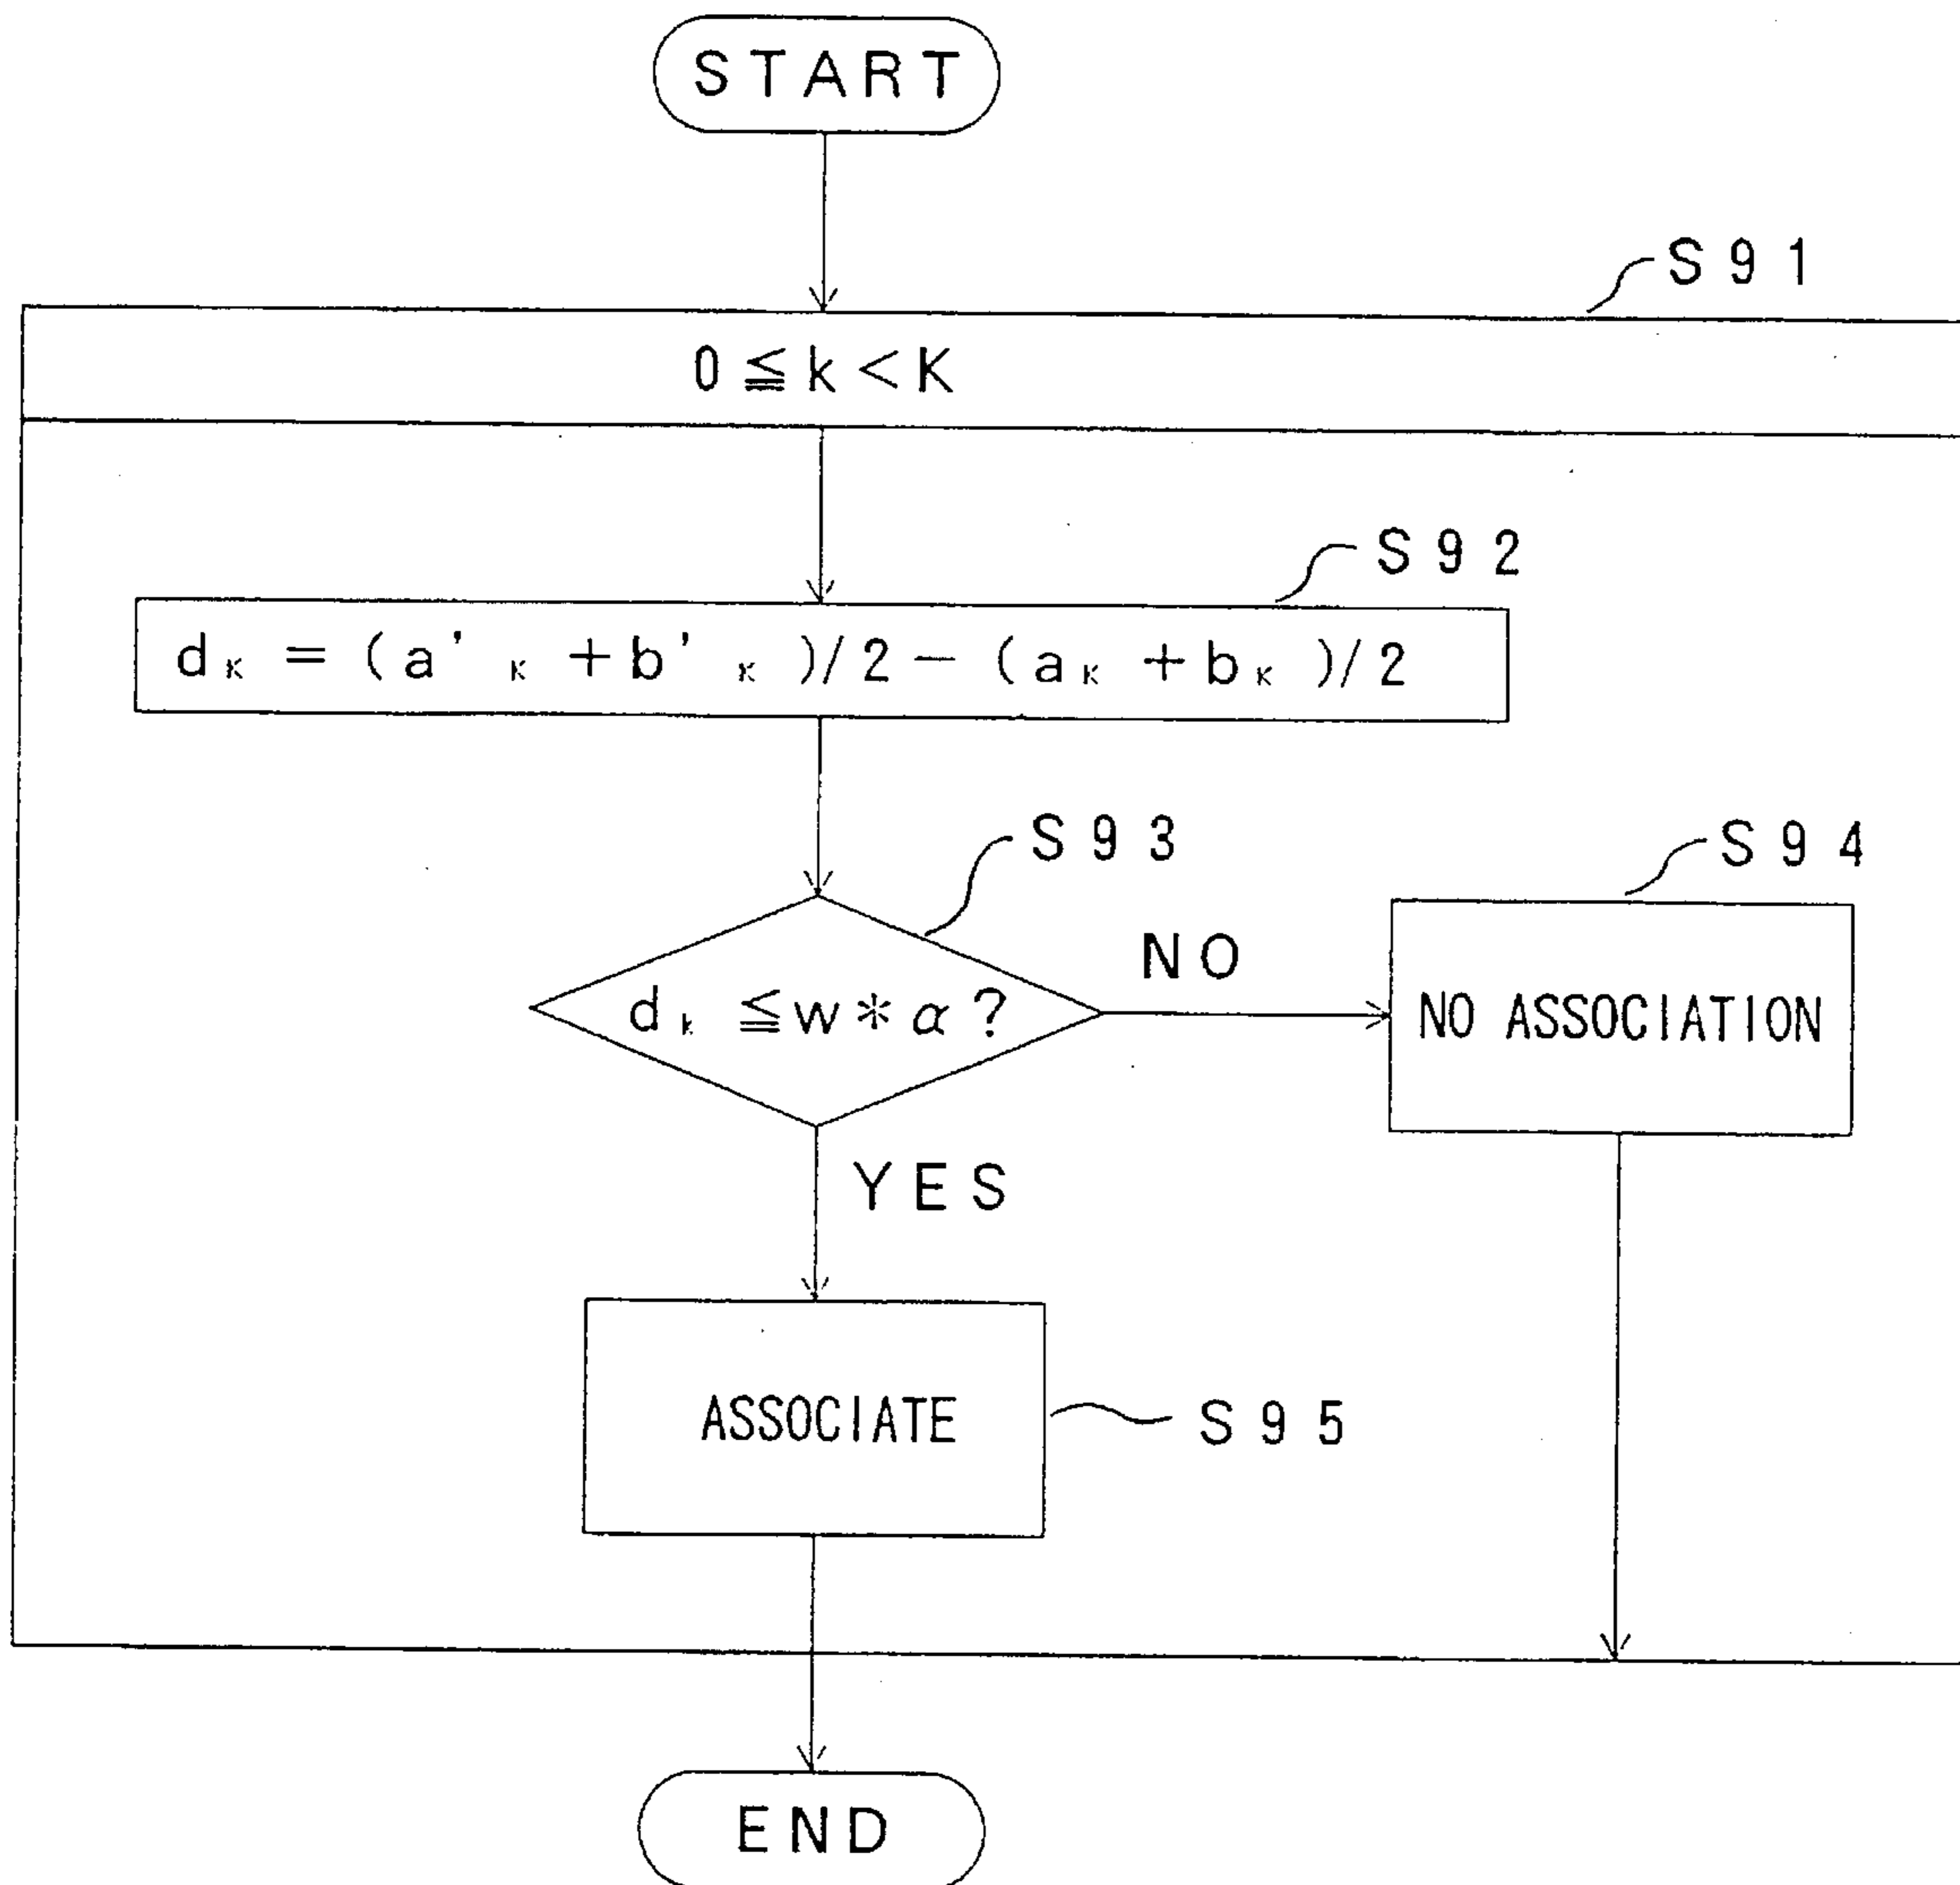 START
S91
0≦k<K
S92
dₖ=(a'ₖ+b'ₖ)/2-(aₖ+bₖ)/2
S93
S94
dₖ≦w*α?
NO
NO ASSOCIATION
YES
ASSOCIATE
S95
END